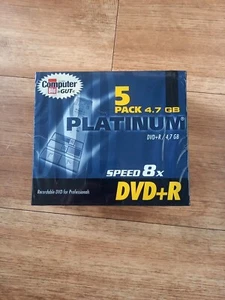 Computer
GUT
5
PACK 4.7 GB
PLATINUM
DVD+R / 4,7 GB
SPEED 8x
Recordable DVD for Professionals
DVD+R